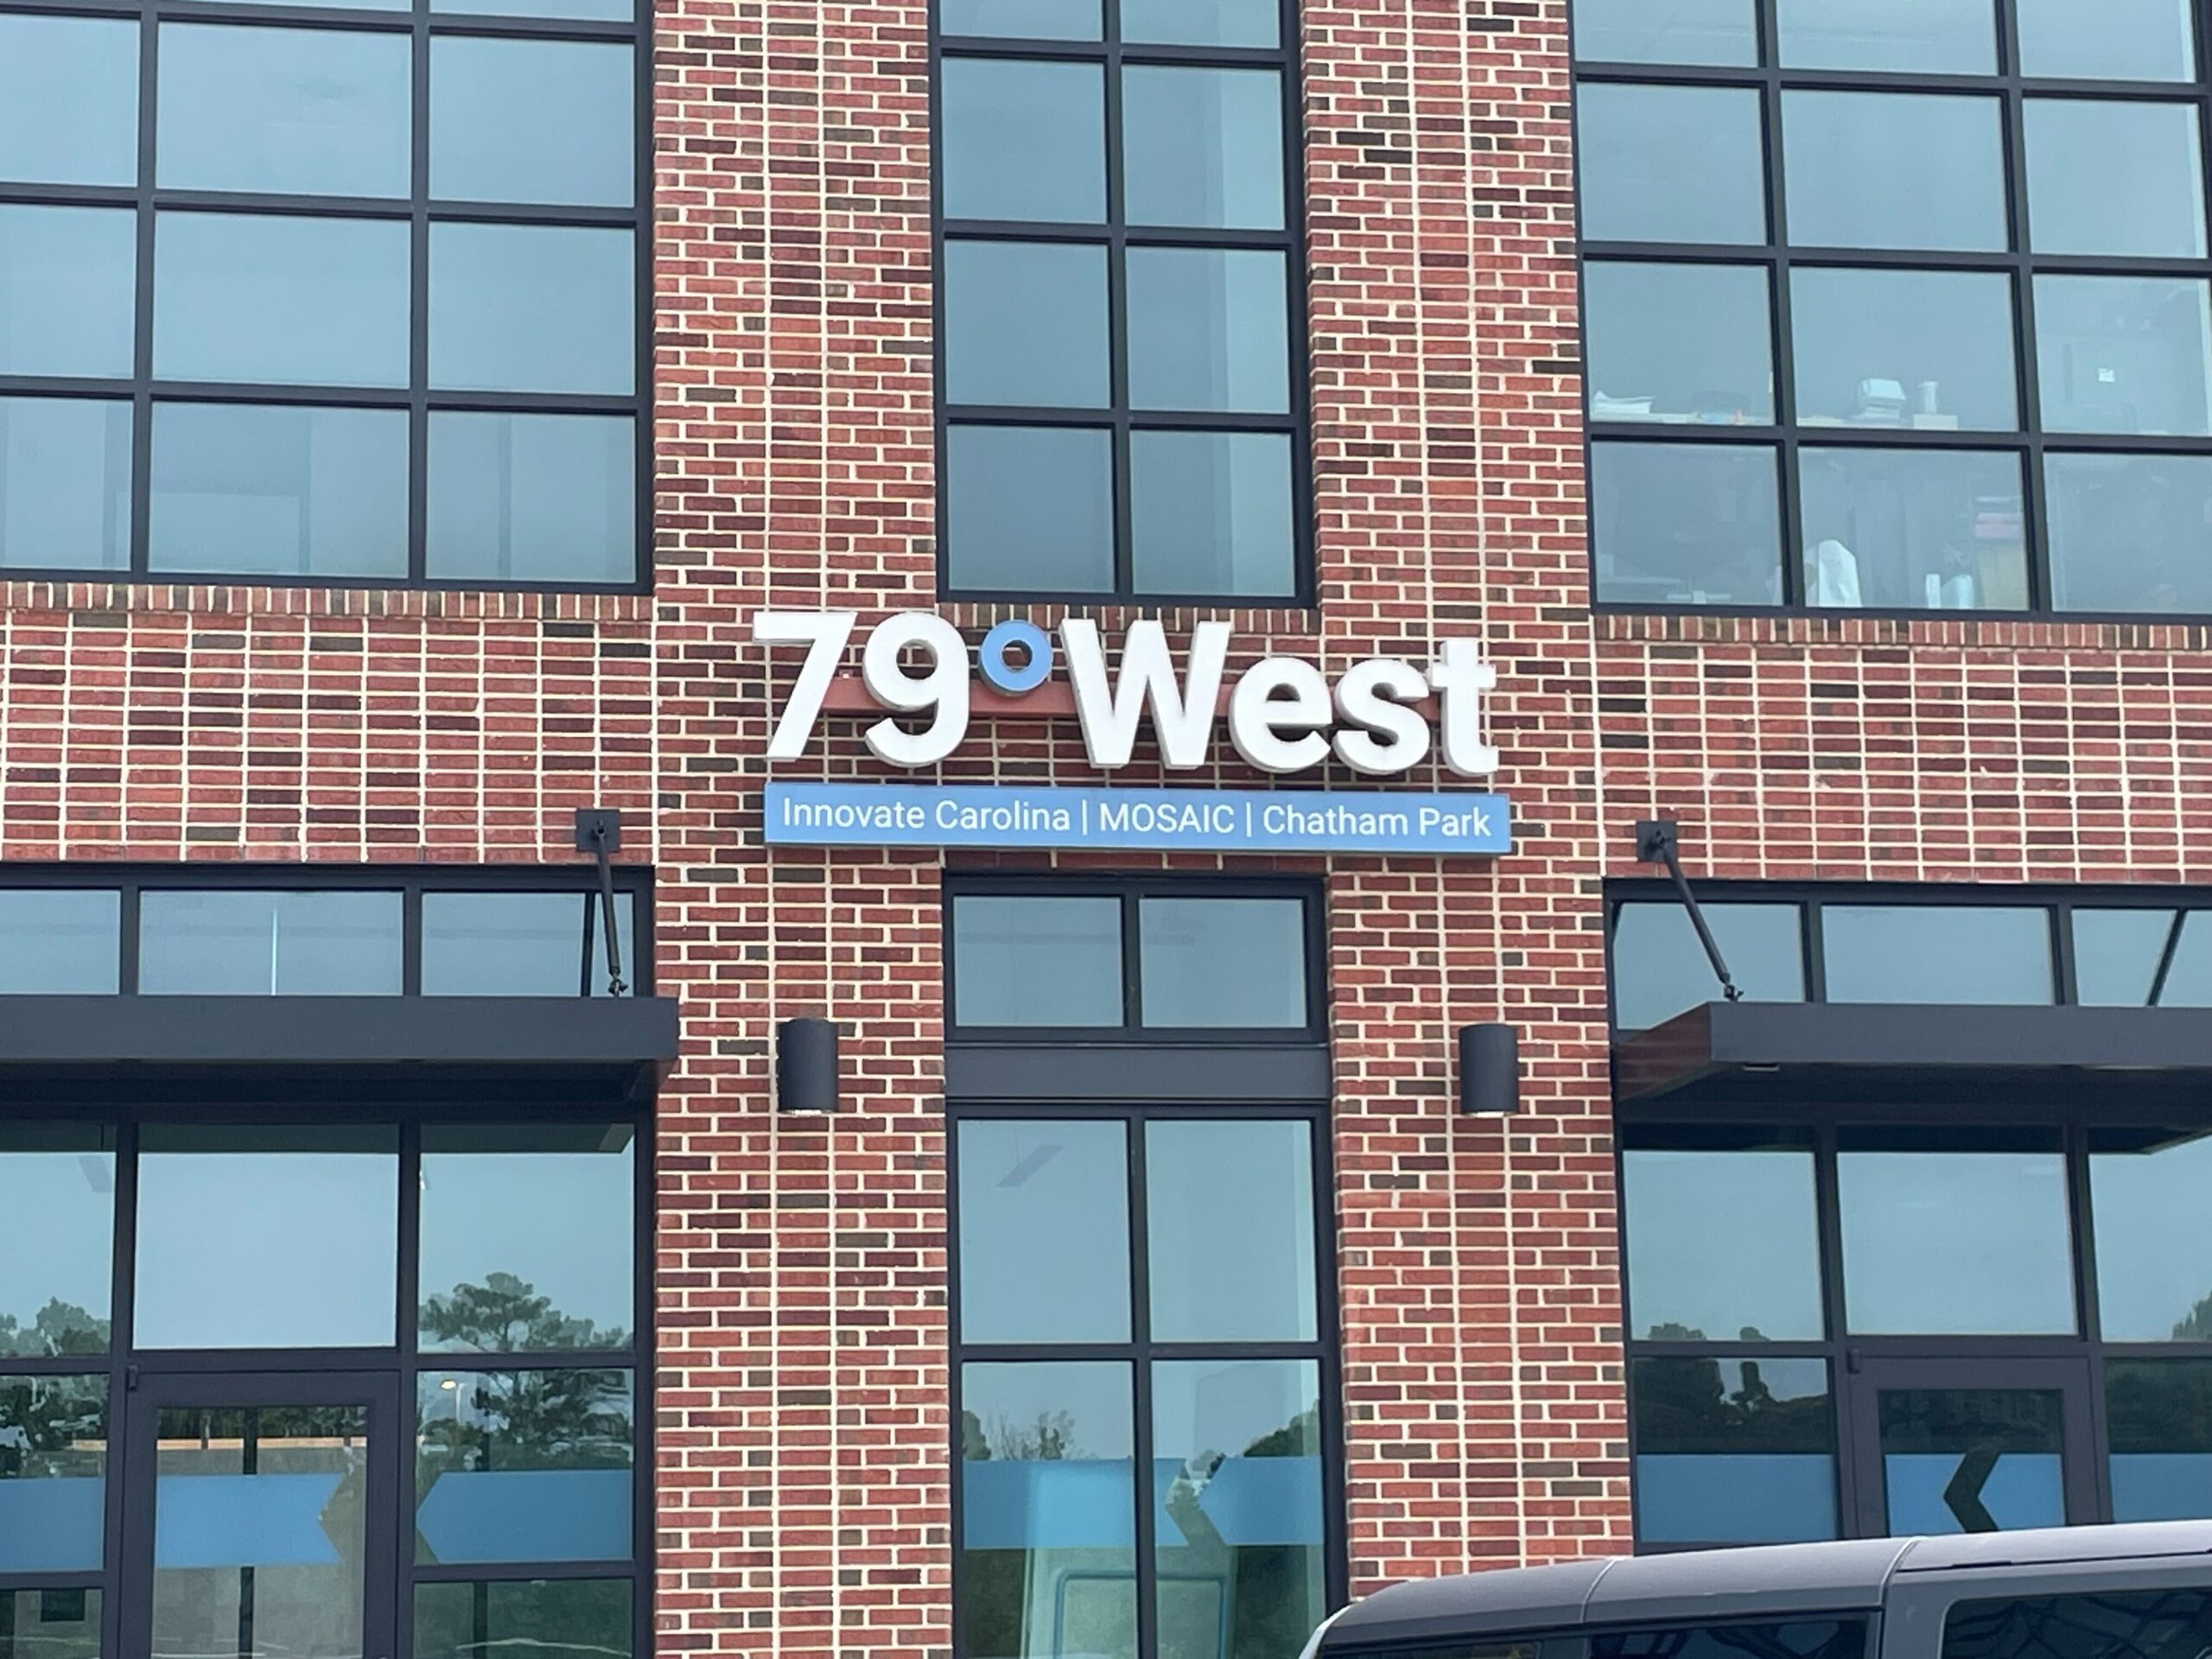 79°West
Innovate Carolina | MOSAIC | Chatham Park